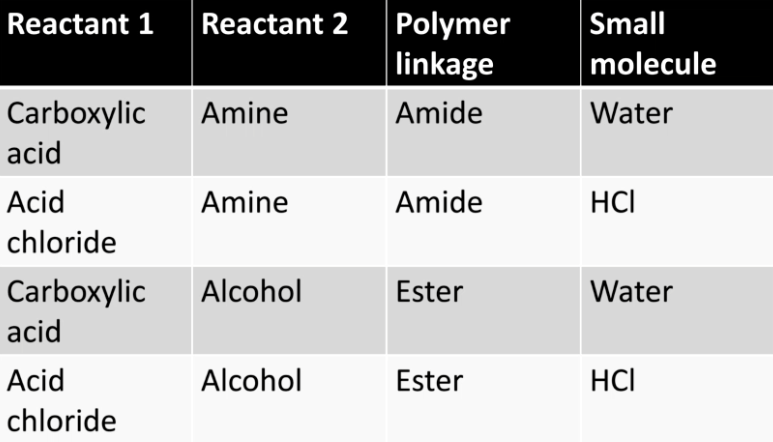 Reactant 1 Reactant 2 Polymer Small
linkage molecule
Carboxylic Amine Amide Water
acid
Acid Amine Amide HCl
chloride
Carboxylic Alcohol Ester Water
acid
Acid Alcohol Ester HCl
chloride